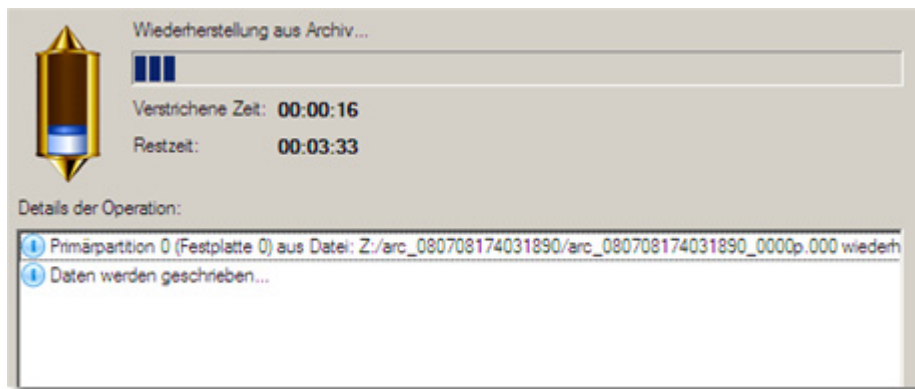 Wiederherstellung aus Archiv...
Verstrichene Zeit: 00:00:16
Restzeit: 00:03:33
Details der Operation:
Primärpartition 0 (Festplatte 0) aus Datei: Z:/arc_080708174031890/arc_080708174031890_0000p.000 wiederh
Daten werden geschrieben...